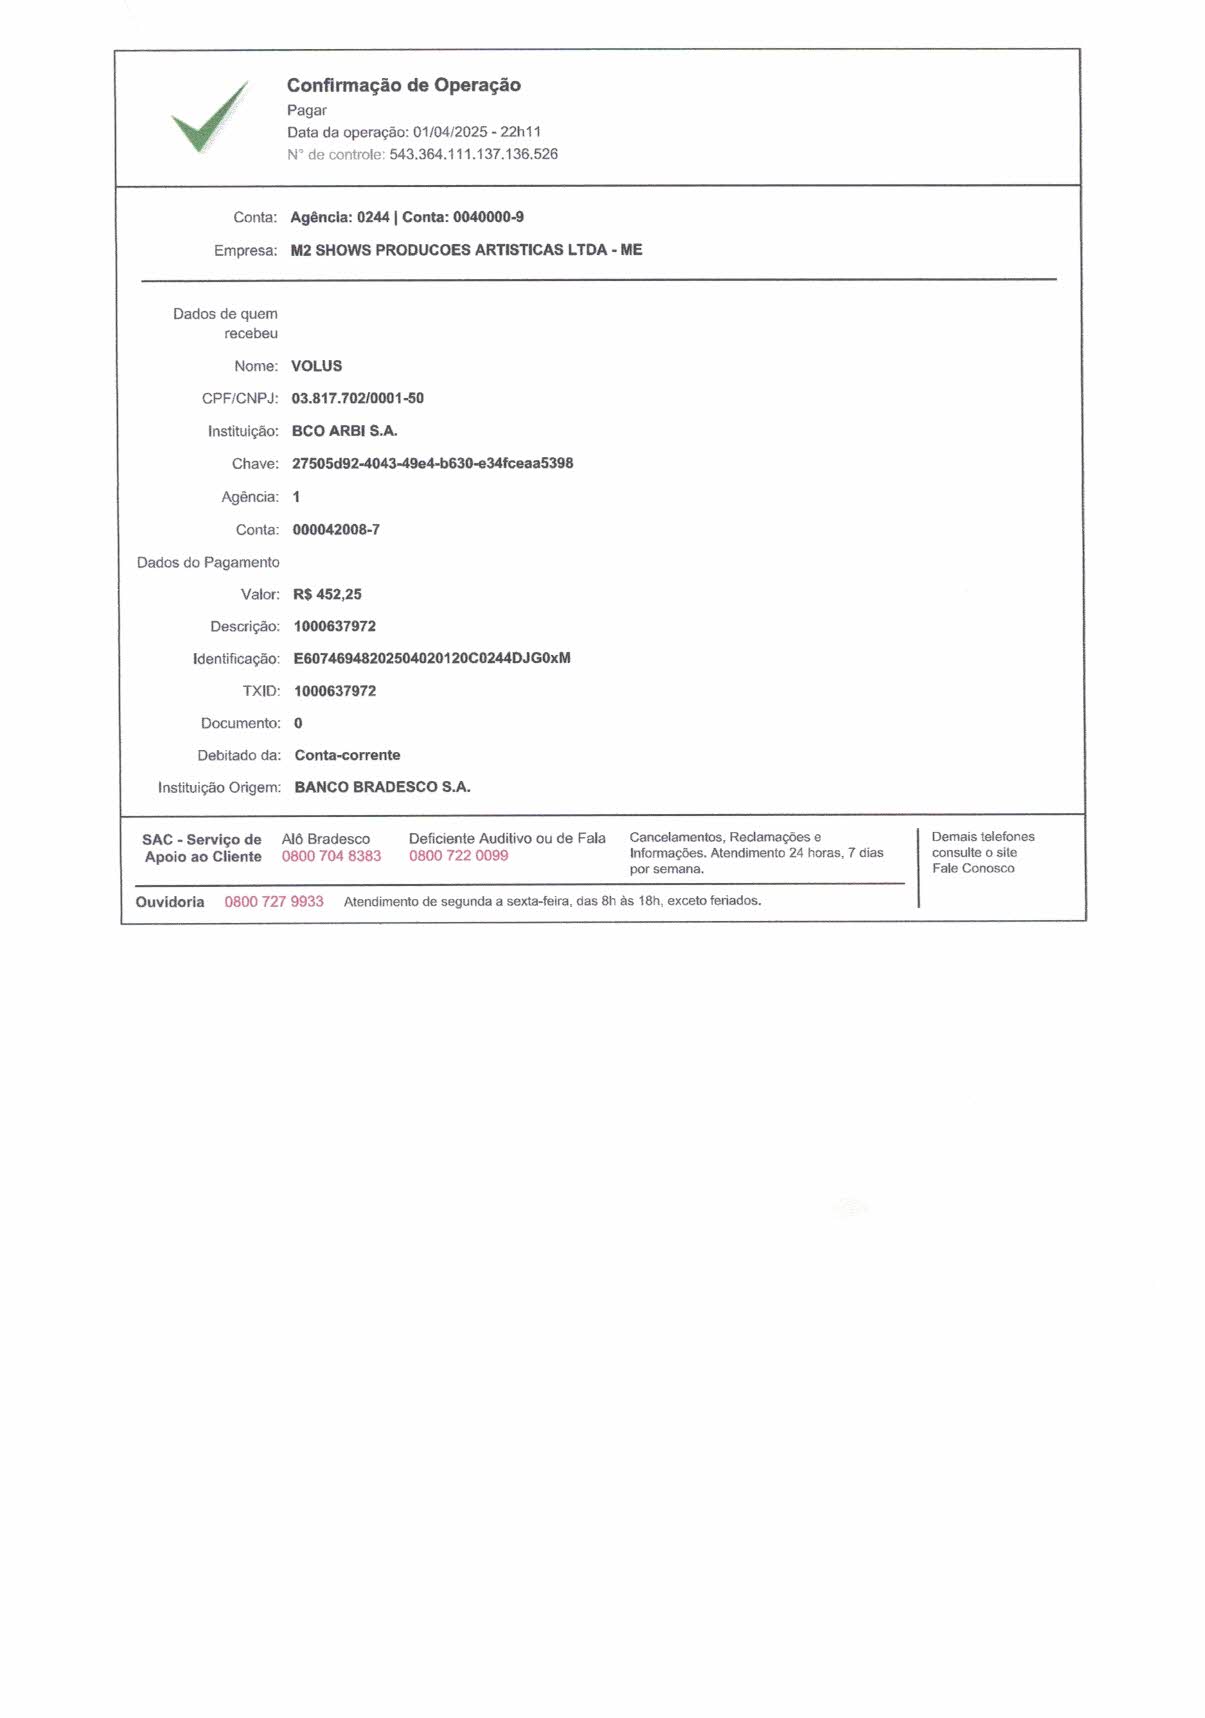 Confirmação de Operação
Pagar
Data da operação: 01/04/2025 - 22h11
N° de controle: 543.364.111.137.136.526
Conta: Agência: 0244 | Conta: 0040000-9
Empresa: M2 SHOWS PRODUCOES ARTISTICAS LTDA - ME
Dados de quem
recebeu
Nome: VOLUS
CPF/CNPJ: 03.817.702/0001-50
Instituição: BCO ARBI S.A.
Chave: 27505d92-4043-49e4-b630-e34fceaa5398
Agência: 1
Conta: 000042008-7
Dados do Pagamento
Valor: R$ 452,25
Descrição: 1000637972
Identificação: E60746948202504020120C0244DJG0xM
TXID: 1000637972
Documento: 0
Debitado da: Conta-corrente
Instituição Origem: BANCO BRADESCO S.A.
SAC - Serviço de
Apoio ao Cliente
Alô Bradesco
0800 704 8383
Deficiente Auditivo ou de Fala
0800 722 0099
Cancelamentos, Reclamações e
Informações. Atendimento 24 horas, 7 dias
por semana.
Demais telefones
consulte o site
Fale Conosco
Ouvidoria 0800 727 9933 Atendimento de segunda a sexta-feira, das 8h às 18h, exceto feriados.